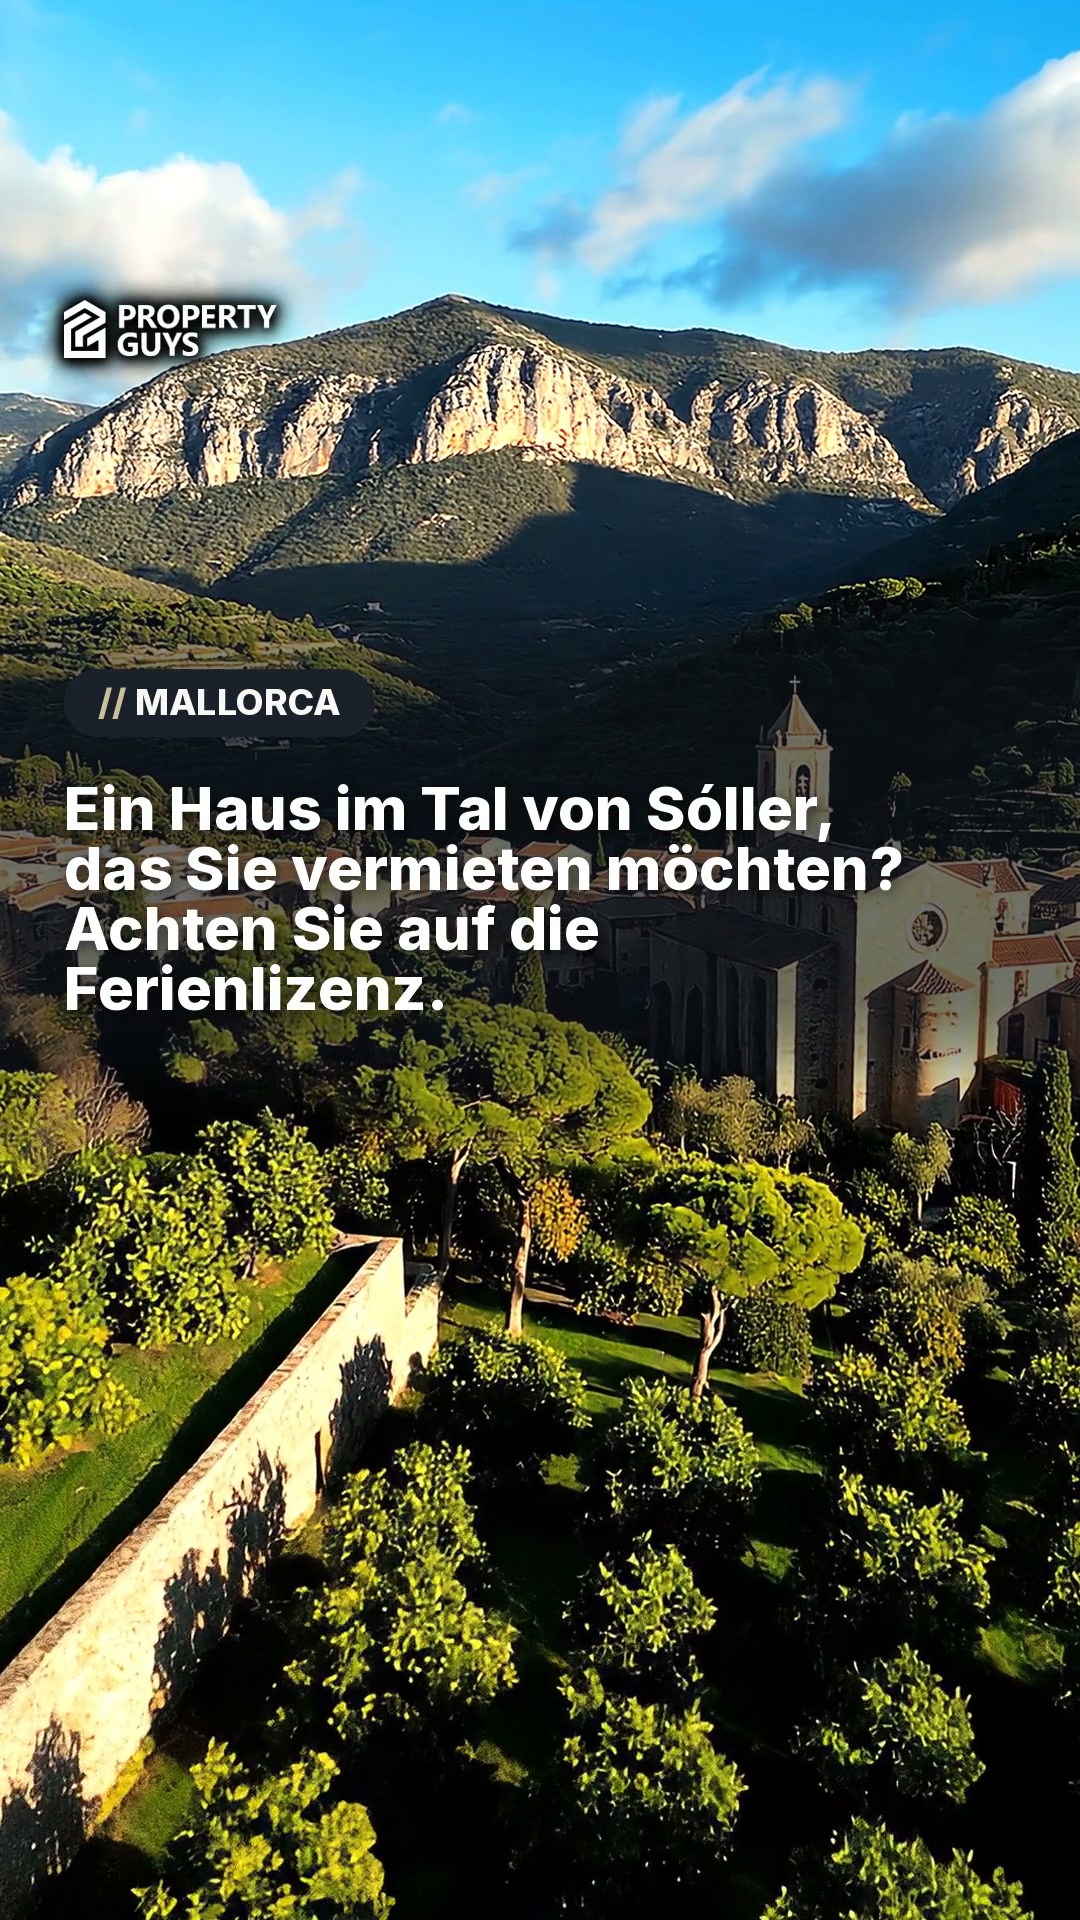 PROPERTY
GUYS
// MALLORCA
Ein Haus im Tal von Sóller,
das Sie vermieten möchten?
Achten Sie auf die
Ferienlizenz.